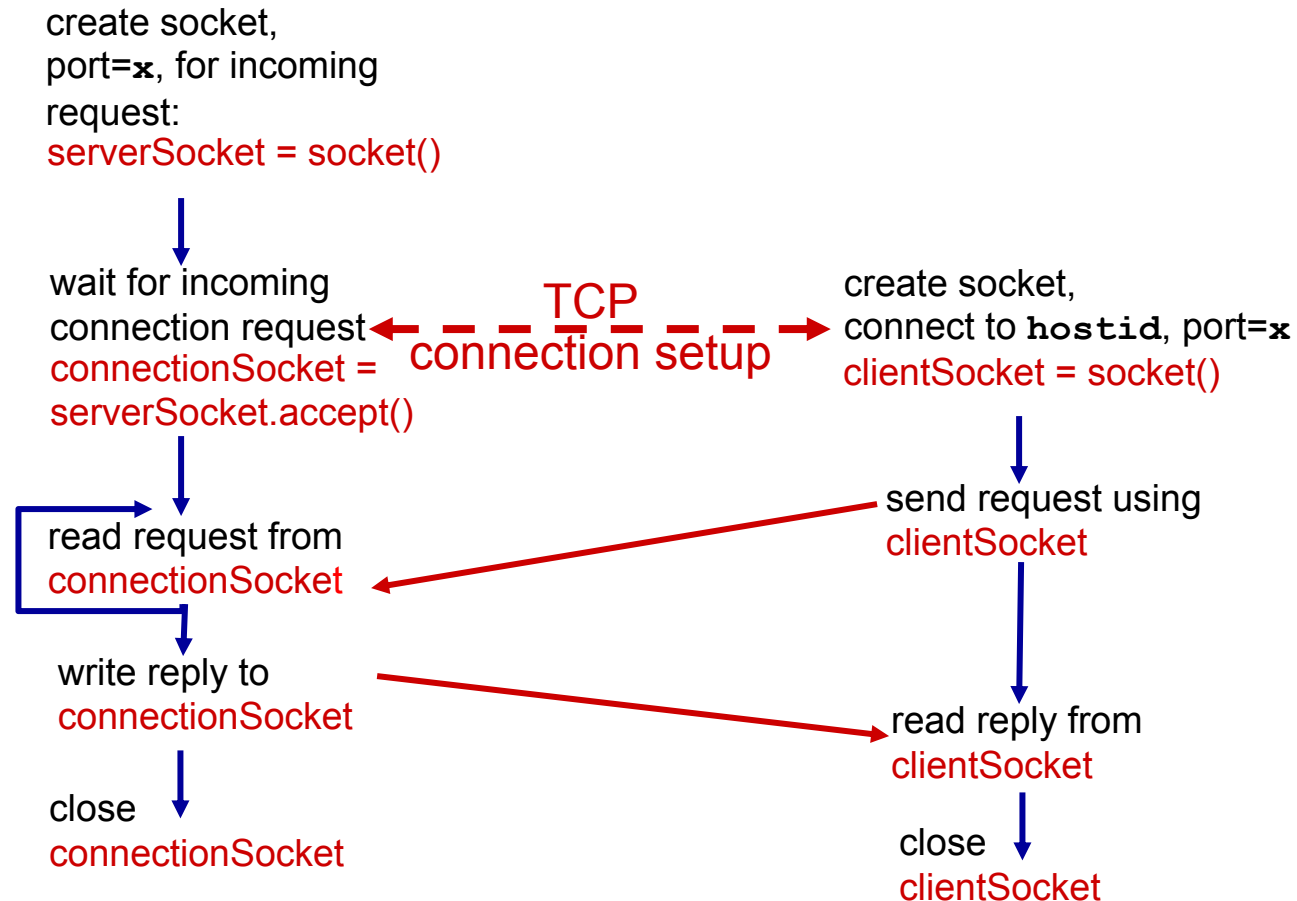 create socket,
port=x, for incoming
request:
serverSocket = socket()
wait for incoming
connection request
connectionSocket =
serverSocket.accept()
TCP
connection setup
create socket,
connect to hostid, port=x
clientSocket = socket()
read request from
connectionSocket
send request using
clientSocket
write reply to
connectionSocket
read reply from
clientSocket
close
connectionSocket
close
clientSocket